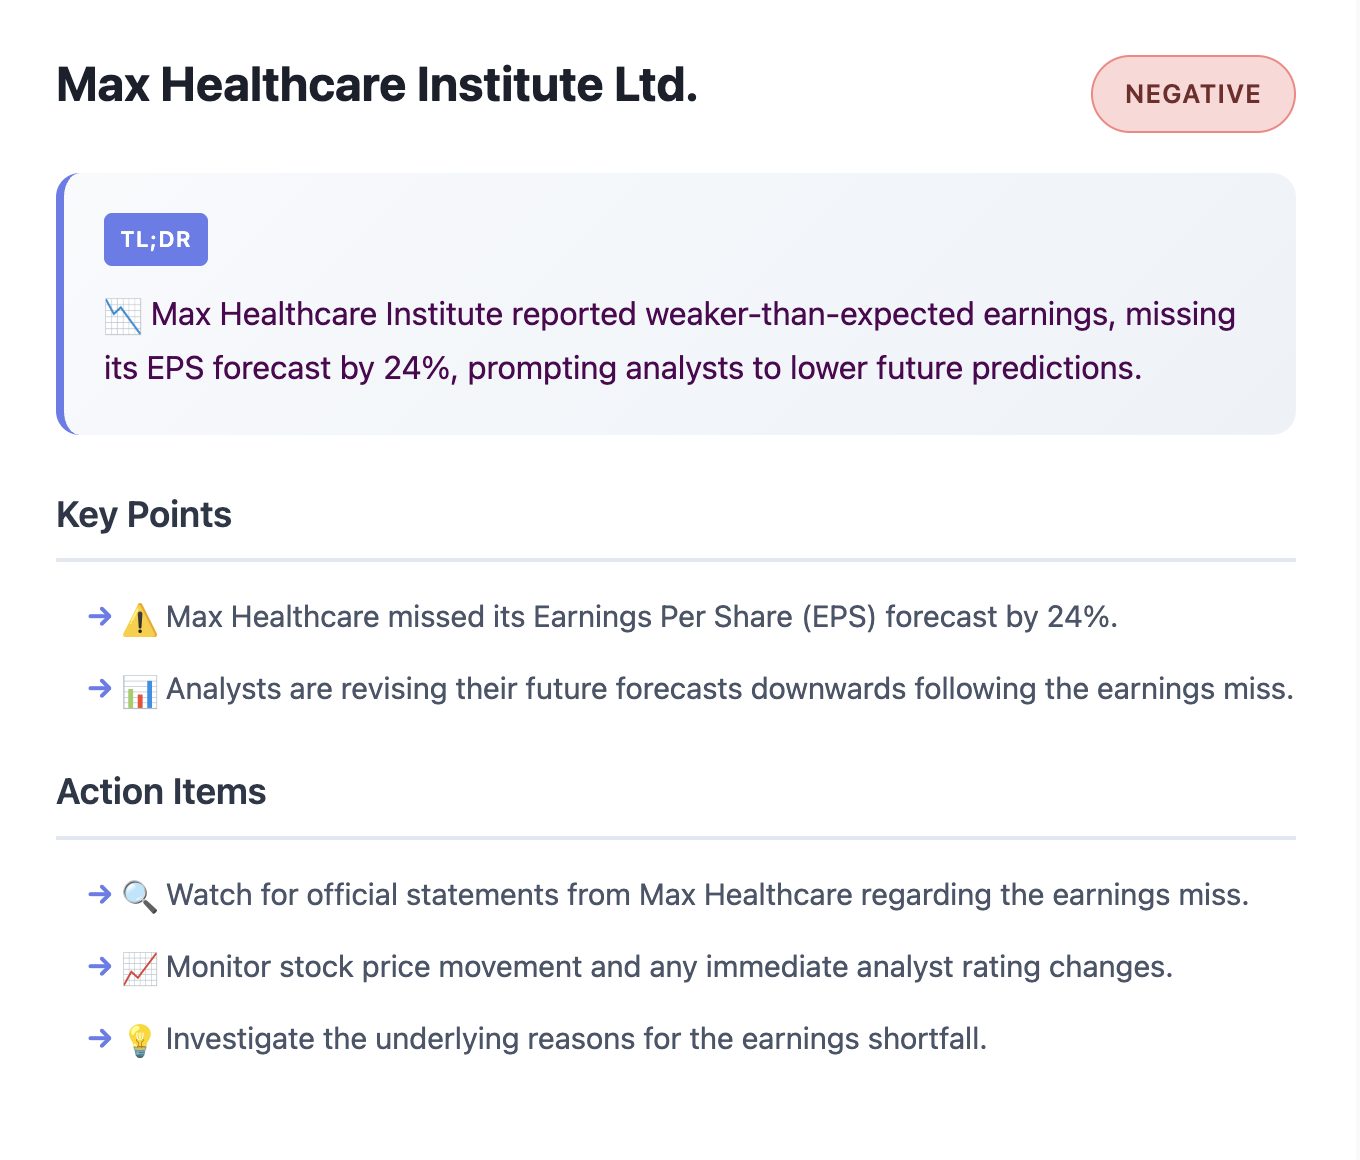 Max Healthcare Institute Ltd.
NEGATIVE
TL;DR
📉 Max Healthcare Institute reported weaker-than-expected earnings, missing
its EPS forecast by 24%, prompting analysts to lower future predictions.
Key Points
→ ⚠️ Max Healthcare missed its Earnings Per Share (EPS) forecast by 24%.
→ 📊 Analysts are revising their future forecasts downwards following the earnings miss.
Action Items
→ 🔍 Watch for official statements from Max Healthcare regarding the earnings miss.
→ 📈 Monitor stock price movement and any immediate analyst rating changes.
→ 💡 Investigate the underlying reasons for the earnings shortfall.